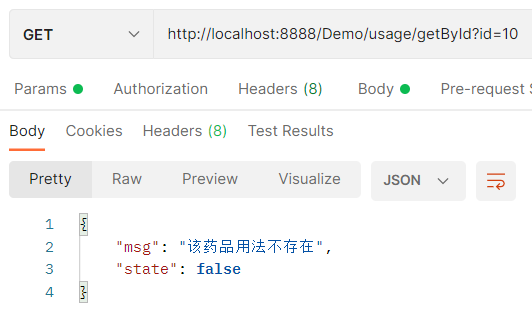 GET http://localhost:8888/Demo/usage/getById?id=10
Params Authorization Headers (8) Body Pre-request S
Body Cookies Headers (8) Test Results
Pretty Raw Preview Visualize JSON
1 {
2 "msg": "该药品用法不存在",
3 "state": false
4 }